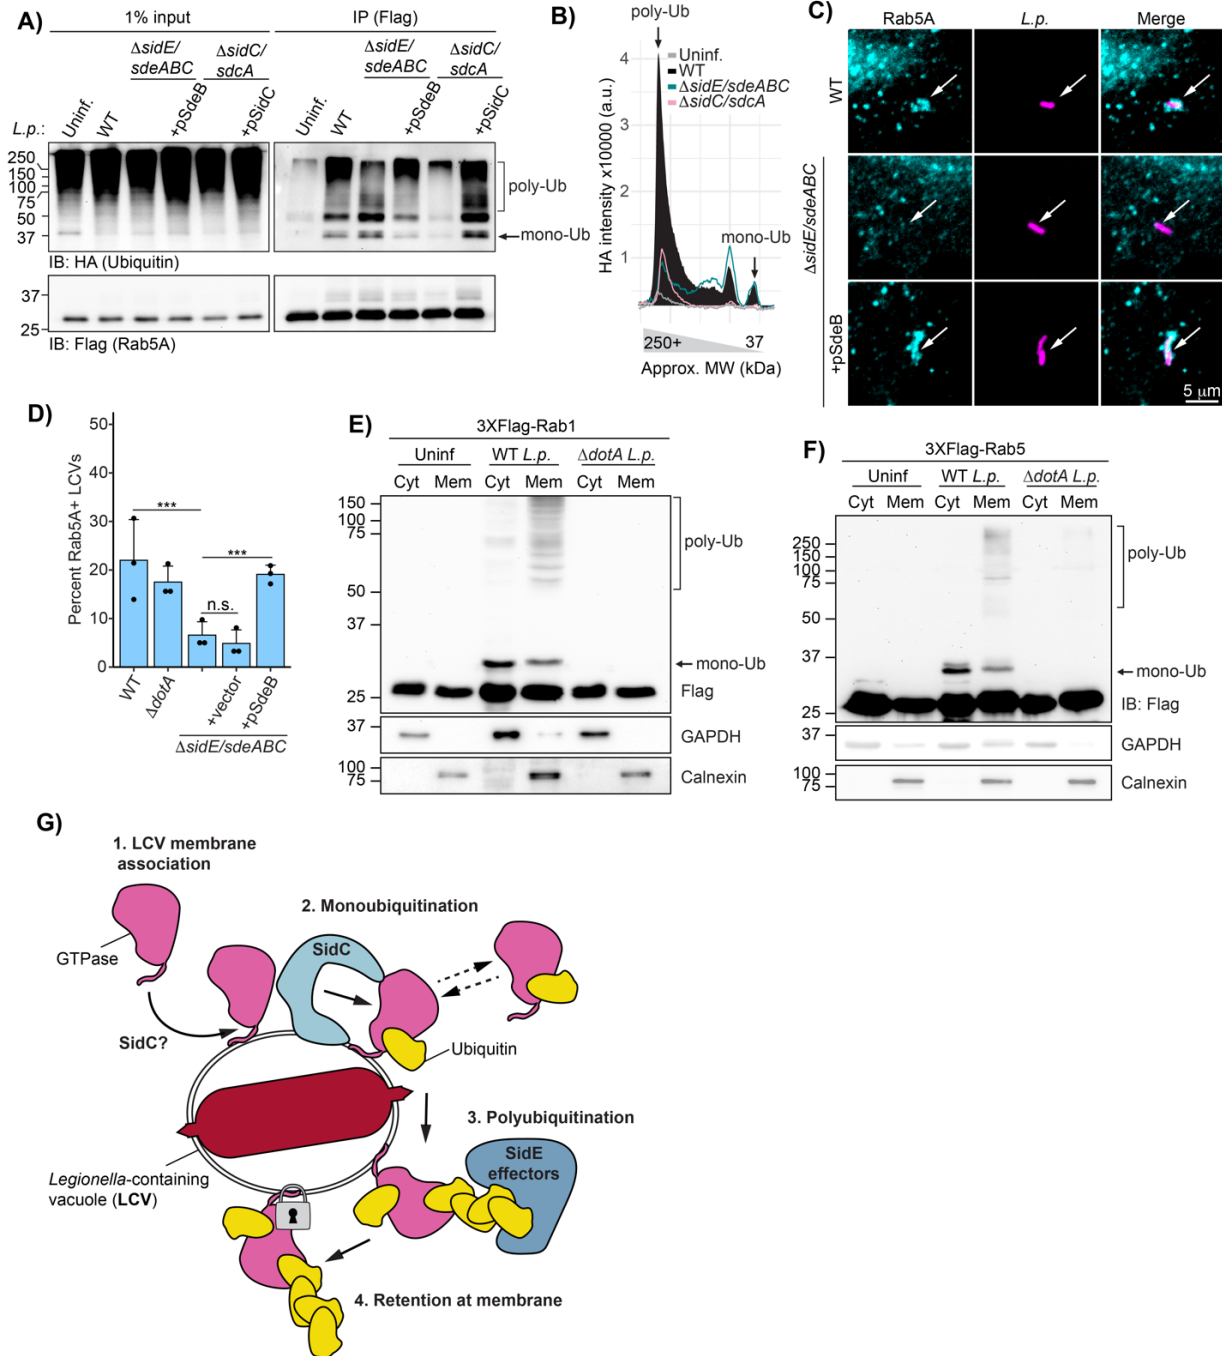 A)
1% input
IP (Flag)
ΔsidE/
sdeABC
ΔsidC/
sdcA
ΔsidE/
sdeABC
ΔsidC/
sdcA
L.p.:
Uninf.
WT
+pSdeB
+pSidC
Uninf.
WT
+pSdeB
+pSidC
250
150
100
75
50
37
poly-Ub
mono-Ub
IB: HA (Ubiquitin)
37
25
IB: Flag (Rab5A)
B)
poly-Ub
Uninf.
WT
ΔsidE/sdeABC
ΔsidC/sdcA
HA intensity x10000 (a.u.)
4
3
2
1
mono-Ub
250+
37
Approx. MW (kDa)
C)
Rab5A
L.p.
Merge
WT
ΔsidE/sdeABC
+pSdeB
5 μm
D)
Percent Rab5A+ LCVs
50
40
30
20
10
0
***
***
n.s.
WT
ΔdotA
+vector
+pSdeB
ΔsidE/sdeABC
E)
3XFlag-Rab1
Uninf
WT L.p.
ΔdotA L.p.
Cyt
Mem
Cyt
Mem
Cyt
Mem
150
100
75
50
37
25
poly-Ub
mono-Ub
Flag
37
GAPDH
100
75
Calnexin
F)
3XFlag-Rab5
Uninf
WT L.p.
ΔdotA L.p.
Cyt
Mem
Cyt
Mem
Cyt
Mem
250
150
100
75
50
37
25
poly-Ub
mono-Ub
IB: Flag
37
GAPDH
100
75
Calnexin
G)
1. LCV membrane
association
GTPase
SidC?
2. Monoubiquitination
SidC
Ubiquitin
3. Polyubiquitination
SidE
effectors
Legionella-containing
vacuole (LCV)
4. Retention at membrane